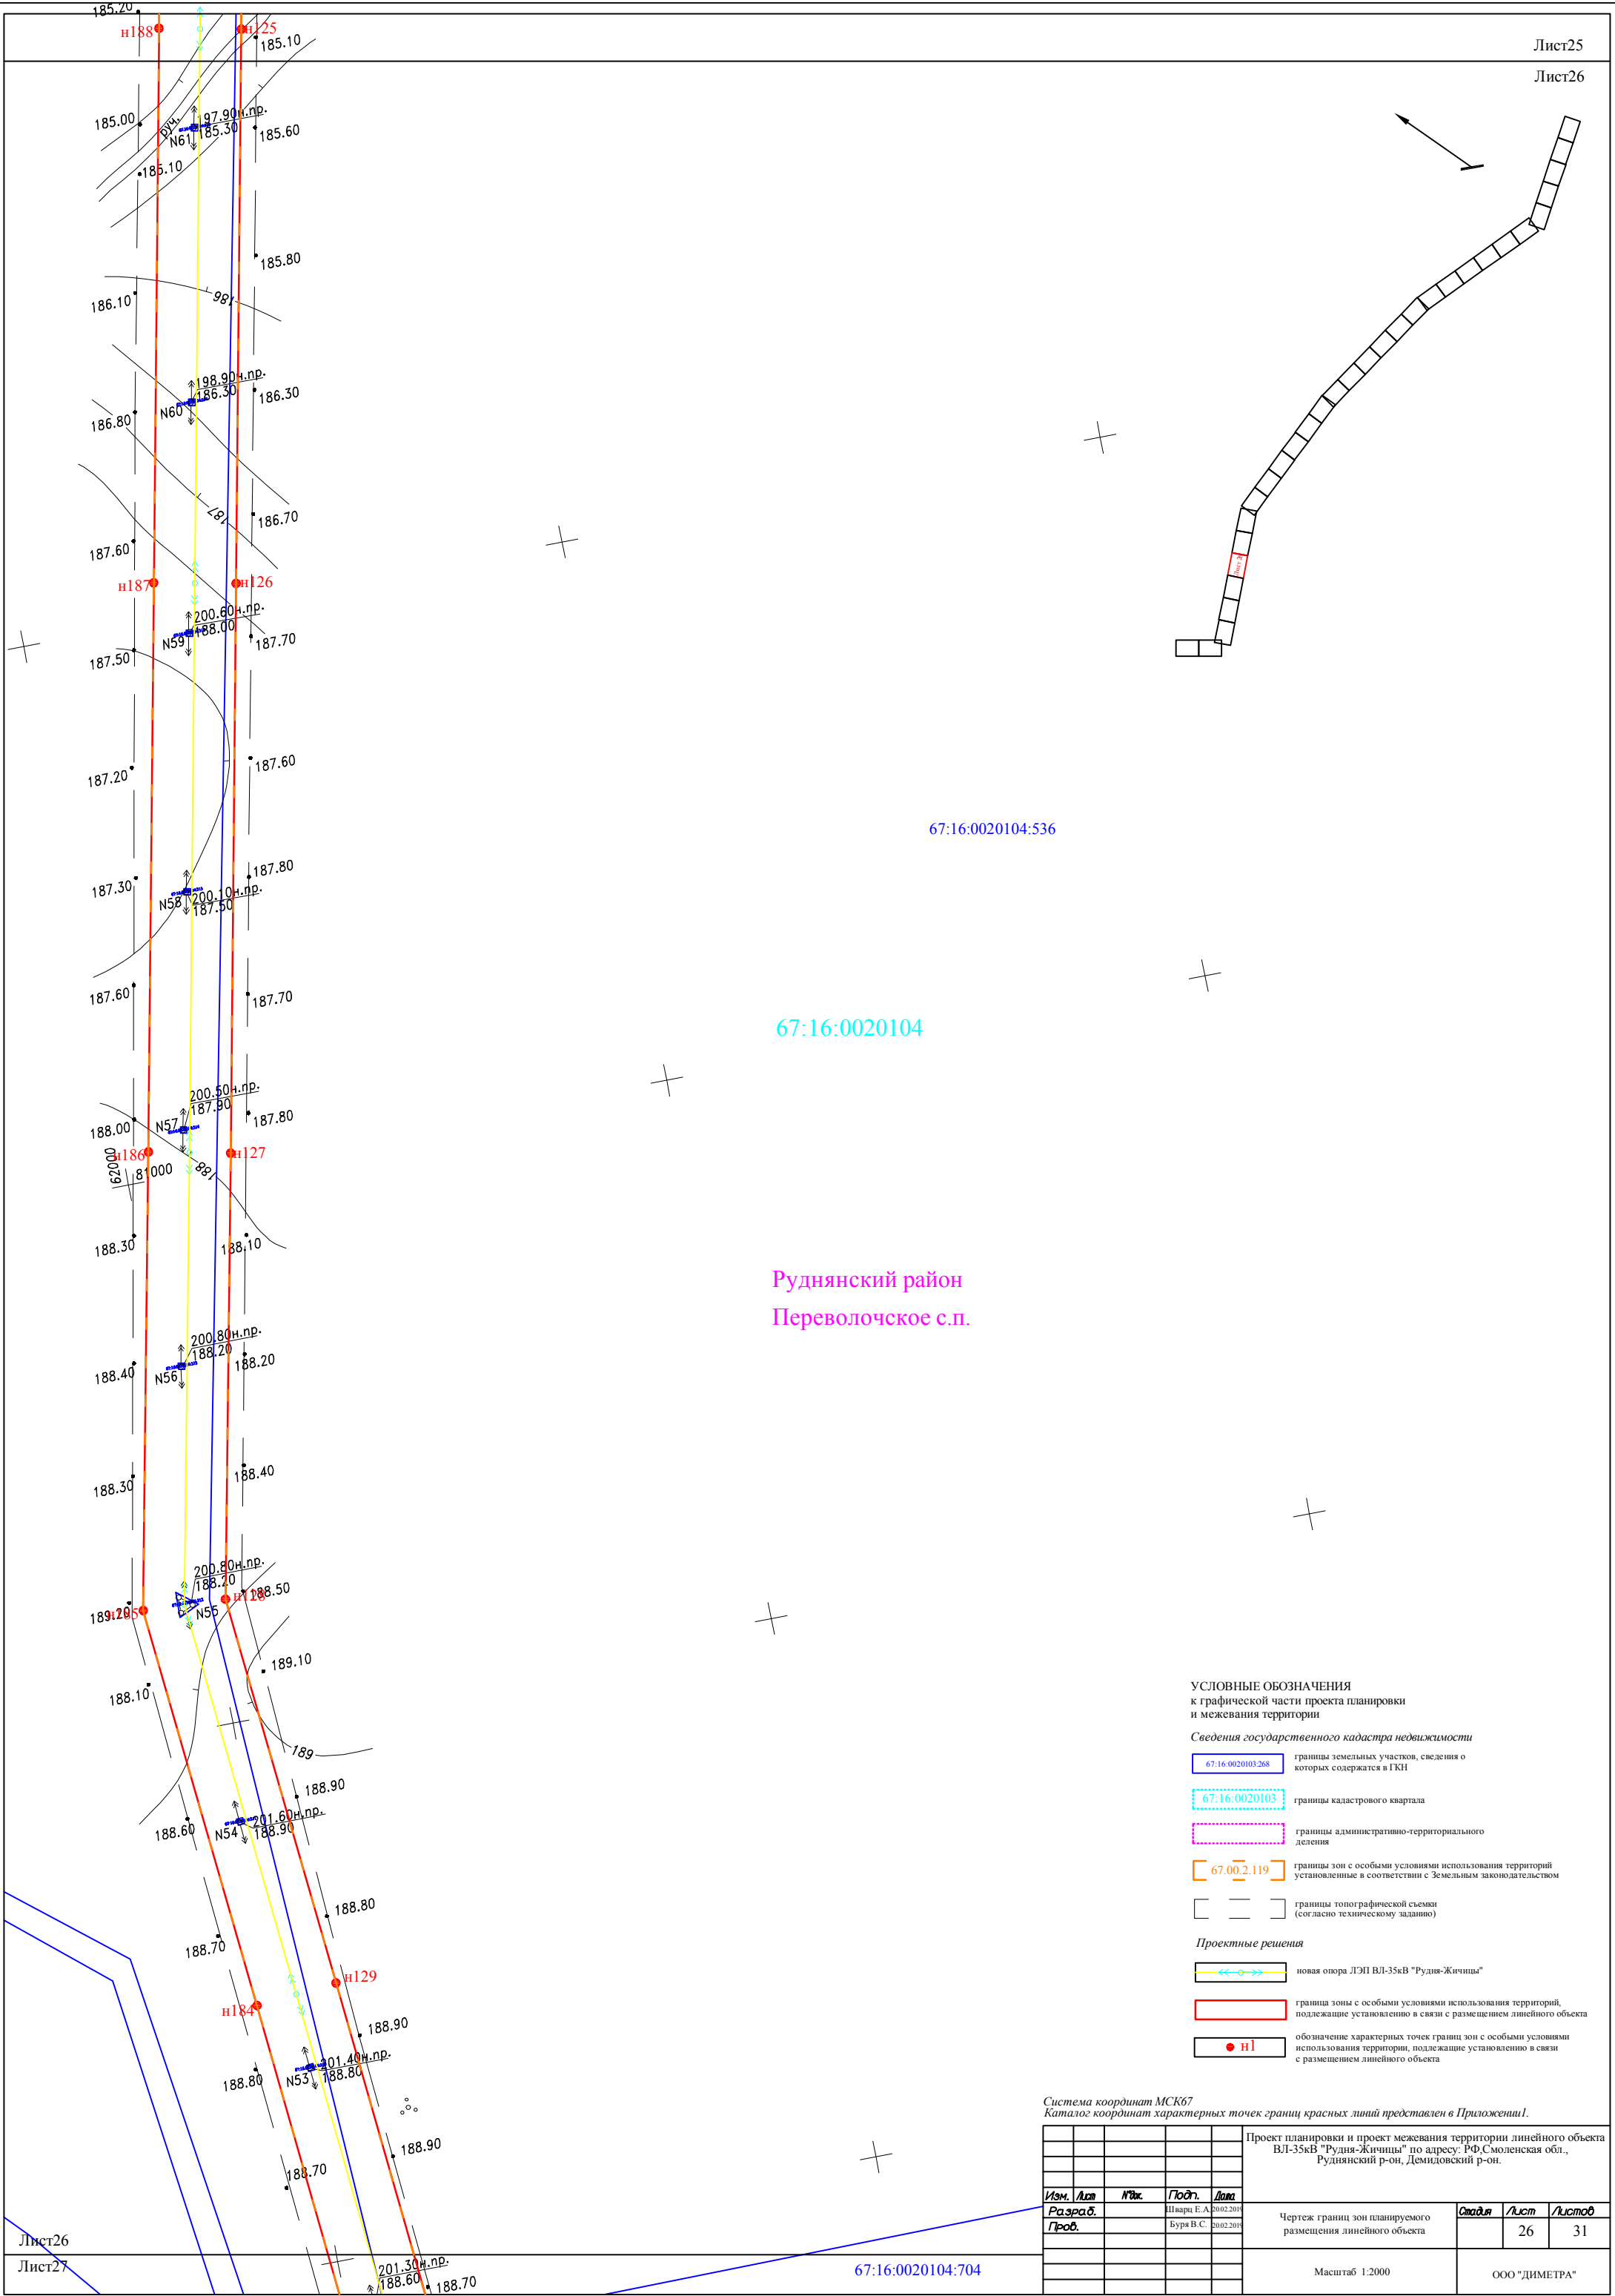 185.20
н188
н125
185.10
Лист25
Лист26
185.00
руч.
N61
197.90н.пр.
185.30
185.60
185.10
185.80
186.10
186
198.90н.пр.
186.30
186.30
N60
186.80
187
186.70
187.60
н187
н126
200.60н.пр.
188.00
N59
187.70
187.50
187.60
187.20
67:16:0020104:536
187.80
187.30
N58
200.10н.пр.
187.50
187.60
187.70
67:16:0020104
200.50н.пр.
187.90
N57
187.80
188.00
н186
н127
62000
81000
188
188.30
188.10
Руднянский район
Переволочское с.п.
200.80н.пр.
188.20
188.20
188.40
N56
188.40
188.30
200.80н.пр.
188.20
188.50
н128
189.20
н185
N55
189.10
188.10
189
188.90
188.60
N54
201.60н.пр.
188.90
188.80
188.70
н129
н184
188.90
201.40н.пр.
188.80
N53
188.80
188.90
188.70
Лист26
Лист27
201.30н.пр.
188.60
188.70
67:16:0020104:704
Лист 26
УСЛОВНЫЕ ОБОЗНАЧЕНИЯ
к графической части проекта планировки
и межевания территории
Сведения государственного кадастра недвижимости
67:16:0020103:268
границы земельных участков, сведения о
которых содержатся в ГКН
67:16:0020103
границы кадастрового квартала
границы административно-территориального
деления
67.00.2.119
границы зон с особыми условиями использования территорий
установленные в соответствии с Земельным законодательством
границы топографической съемки
(согласно техническому заданию)
Проектные решения
новая опора ЛЭП ВЛ-35кВ "Рудня-Жичицы"
граница зоны с особыми условиями использования территорий,
подлежащие установлению в связи с размещением линейного объекта
н1
обозначение характерных точек границ зон с особыми условиями
использования территории, подлежащие установлению в связи
с размещением линейного объекта
Система координат МСК67
Каталог координат характерных точек границ красных линий представлен в Приложении1.
Проект планировки и проект межевания территории линейного объекта
ВЛ-35кВ "Рудня-Жичицы" по адресу: РФ,Смоленская обл.,
Руднянский р-он, Демидовский р-он.
Изм. Лист N°док. Подп. Дата
Разраб. Шварц Е.А. 20.02.2019
Пров. Буря В.С. 20.02.2019
Чертеж границ зон планируемого
размещения линейного объекта
Стадия Лист Листов
26 31
Масштаб 1:2000
ООО "ДИМЕТРА"